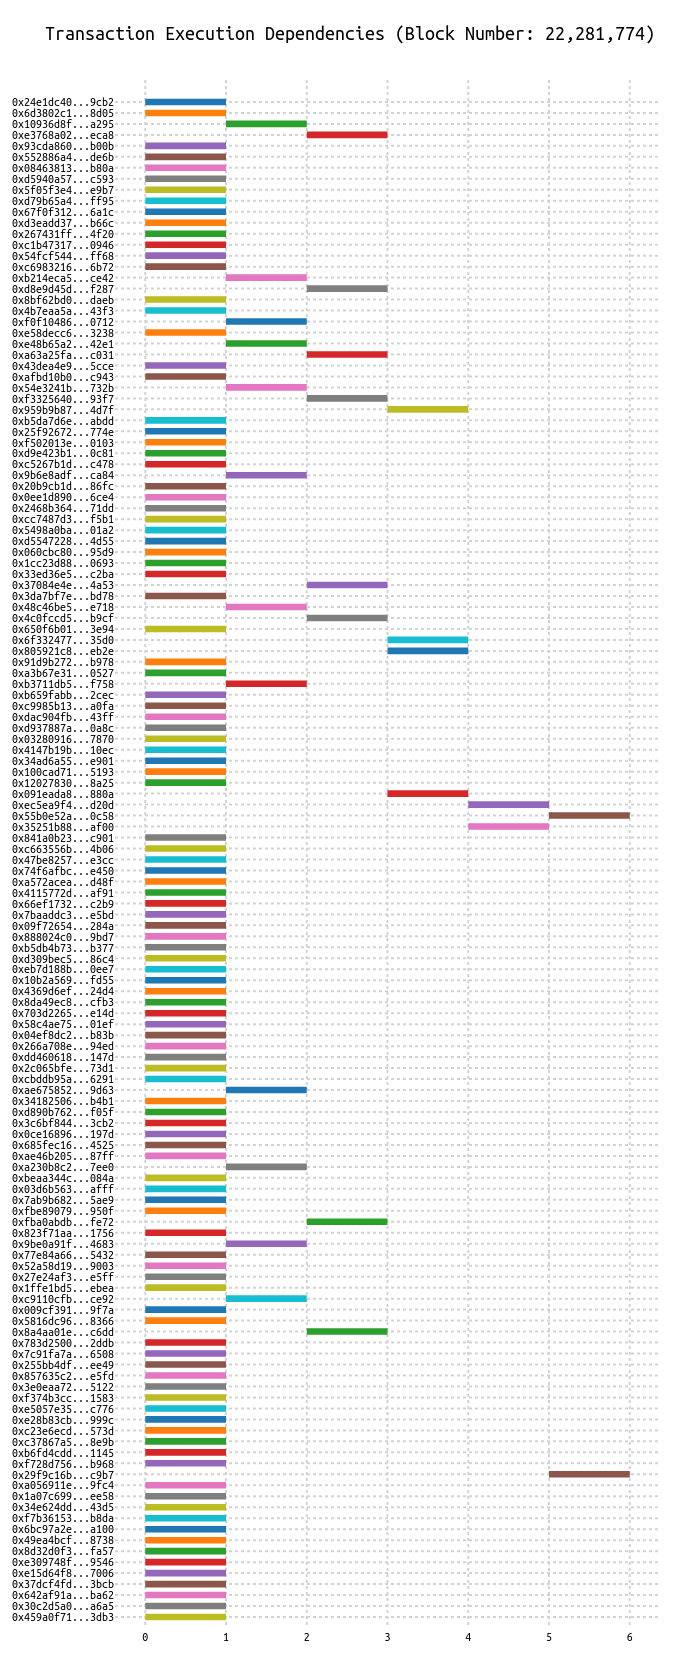 Transaction Execution Dependencies (Block Number: 22,281,774)
0x24e1dc40...9cb2
0x6d3802c1...8d05
0x10936d8f...a295
0xe3768a02...eca8
0x93cda860...b00b
0x552886a4...de6b
0x08463813...b80a
0xd5940a57...c593
0x5f05f3e4...e9b7
0xd79b65a4...ff95
0x67f0f312...6a1c
0xd3eadd37...b66c
0x267431ff...4f20
0xc1b47317...0946
0x54fcf544...ff68
0xc6983216...6b72
0xb214eca5...ce42
0xd8e9d45d...f287
0x8bf62bd0...daeb
0x4b7eaa5a...43f3
0xf0f10486...0712
0xe58decc6...3238
0xe48b65a2...42e1
0xa63a25fa...c031
0x43dea4e9...5cce
0xafbd10b0...c943
0x54e3241b...732b
0xf3325640...93f7
0x959b9b87...4d7f
0xb5da7d6e...abdd
0x25f92672...774e
0xf502013e...0103
0xd9e423b1...0c81
0xc5267b1d...c478
0x9b6e8adf...ca84
0x20b9cb1d...86fc
0x0ee1d890...6ce4
0x2468b364...71dd
0xcc7487d3...f5b1
0x5498a0ba...01a2
0xd5547228...4d55
0x060cbc80...95d9
0x1cc23d88...0693
0x33ed36e5...c2ba
0x37084e4e...4a53
0x3da7bf7e...bd78
0x48c46be5...e718
0x4c0fccd5...b9cf
0x650f6b01...3e94
0x6f332477...35d0
0x805921c8...eb2e
0x91d9b272...b978
0xa3b67e31...0527
0xb3711db5...f758
0xb659fabb...2cec
0xc9985b13...a0fa
0xdac904fb...43ff
0xd937887a...0a8c
0x03280916...7870
0x4147b19b...10ec
0x34ad6a55...e901
0x100cad71...5193
0x12027830...8a25
0x091eada8...880a
0xec5ea9f4...d20d
0x55b0e52a...0c58
0x35251b88...af00
0x841a0b23...c901
0xc663556b...4b06
0x47be8257...e3cc
0x74f6afbc...e450
0xa572acea...d48f
0x4115772d...af91
0x66ef1732...c2b9
0x7baaddc3...e5bd
0x09f72654...284a
0x888024c0...9bd7
0xb5db4b73...b377
0xd309bec5...86c4
0xeb7d188b...0ee7
0x10b2a569...fd55
0x4369d6ef...24d4
0x8da49ec8...cfb3
0x703d2265...e14d
0x58c4ae75...01ef
0x04ef8dc2...b83b
0x266a708e...94ed
0xdd460618...147d
0x2c065bfe...73d1
0xcbddb95a...6291
0xae675852...9d63
0x34182506...b4b1
0xd890b762...f05f
0x3c6bf844...3cb2
0x0ce16896...197d
0x685fec16...4525
0xae46b205...87ff
0xa230b8c2...7ee0
0xbeaa344c...084a
0x03d6b563...afff
0x7ab9b682...5ae9
0xfbe89079...950f
0xfba0abdb...fe72
0x823f71aa...1756
0x9be0a91f...4683
0x77e84a66...5432
0x52a58d19...9003
0x27e24af3...e5ff
0x1ffe1bd5...ebea
0xc9110cfb...ce92
0x009cf391...9f7a
0x5816dc96...8366
0x8a4aa01e...c6dd
0x783d2500...2ddb
0x7c91fa7a...6508
0x255bb4df...ee49
0x857635c2...e5fd
0x3e0eaa72...5122
0xf374b3cc...1583
0xe5057e35...c776
0xe28b83cb...999c
0xc23e6ecd...573d
0xc37867a5...8e9b
0xb6fd4cdd...1145
0xf728d756...b968
0x29f9c16b...c9b7
0xa056911e...9fc4
0x1a07c699...ee58
0x34e624dd...43d5
0xf7b36153...b8da
0x6bc97a2e...a100
0x49ea4bcf...8738
0x8d32d0f3...fa57
0xe309748f...9546
0xe15d64f8...7006
0x37dcf4fd...3bcb
0x642af91a...ba62
0x30c2d5a0...a6a5
0x459a0f71...3db3
0 1 2 3 4 5 6